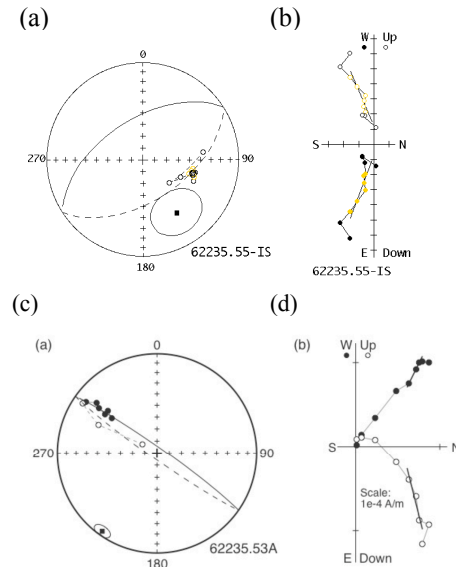 (a)
0
270
90
180
62235.55-IS
(b)
W Up
S N
E Down
62235.55-IS
(c)
(a)
0
270
90
180
62235.53A
(d)
(b)
W Up
S N
Scale:
1e-4 A/m
E Down